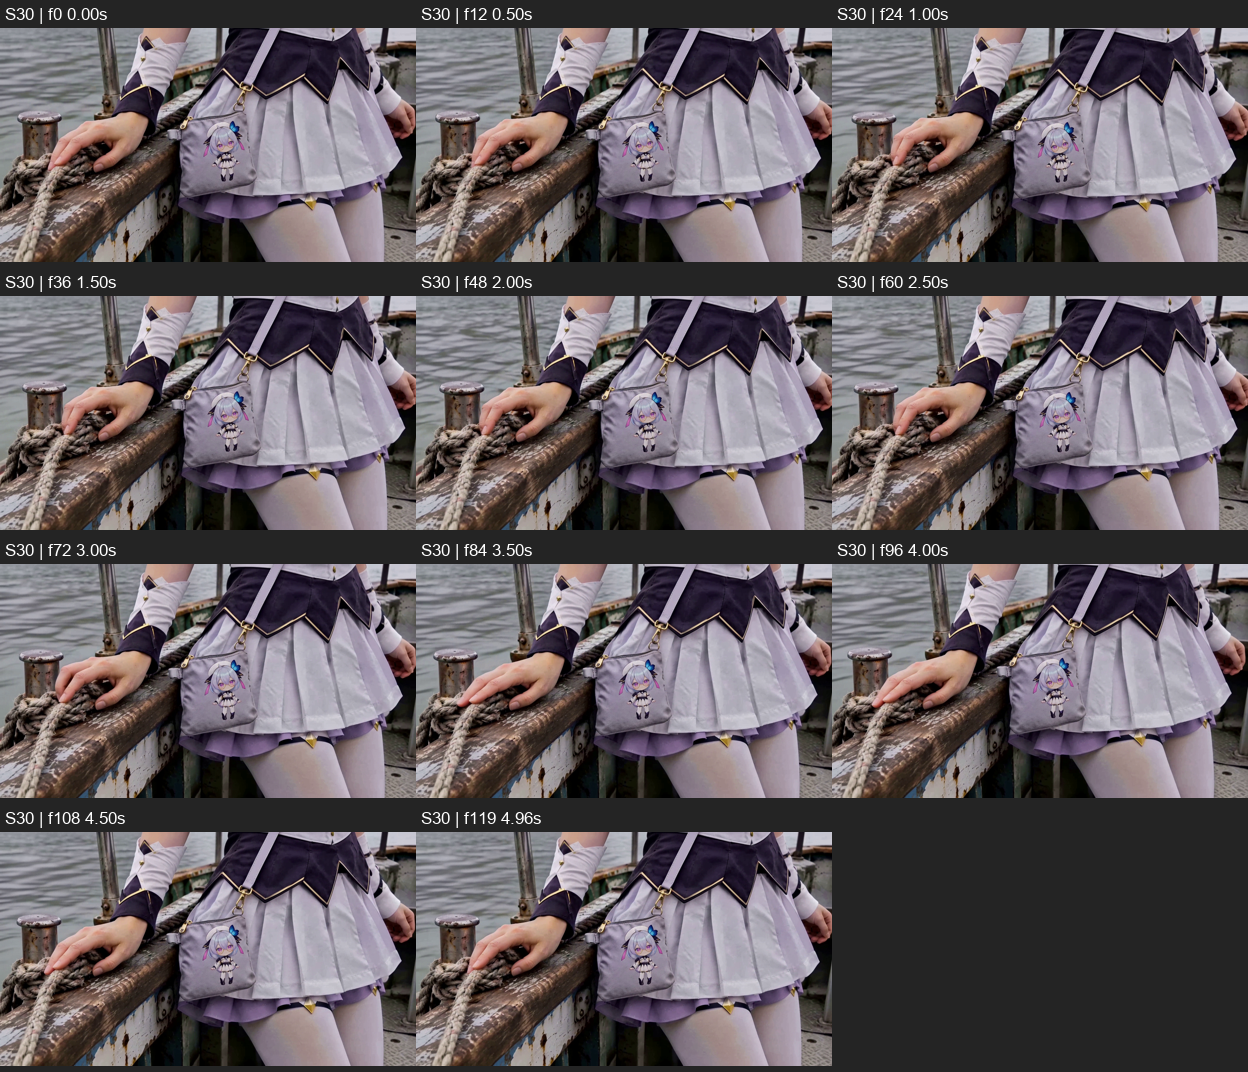 S30 | f0 0.00s
S30 | f12 0.50s
S30 | f24 1.00s
S30 | f36 1.50s
S30 | f48 2.00s
S30 | f60 2.50s
S30 | f72 3.00s
S30 | f84 3.50s
S30 | f96 4.00s
S30 | f108 4.50s
S30 | f119 4.96s